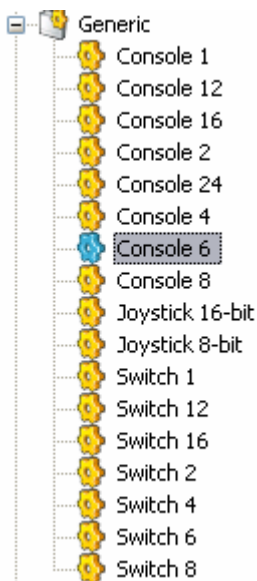 Generic
Console 1
Console 12
Console 16
Console 2
Console 24
Console 4
Console 6
Console 8
Joystick 16-bit
Joystick 8-bit
Switch 1
Switch 12
Switch 16
Switch 2
Switch 4
Switch 6
Switch 8